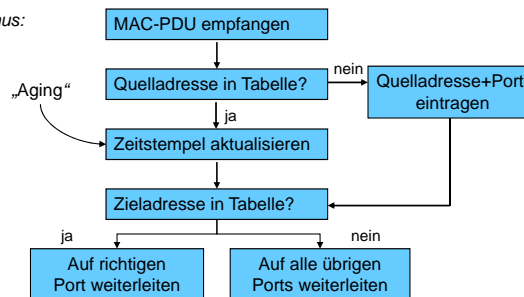 nus:
MAC-PDU empfangen
Quelladresse in Tabelle?
nein
Quelladresse+Port
eintragen
„Aging“
ja
Zeitstempel aktualisieren
Zieladresse in Tabelle?
ja
nein
Auf richtigen
Port weiterleiten
Auf alle übrigen
Ports weiterleiten